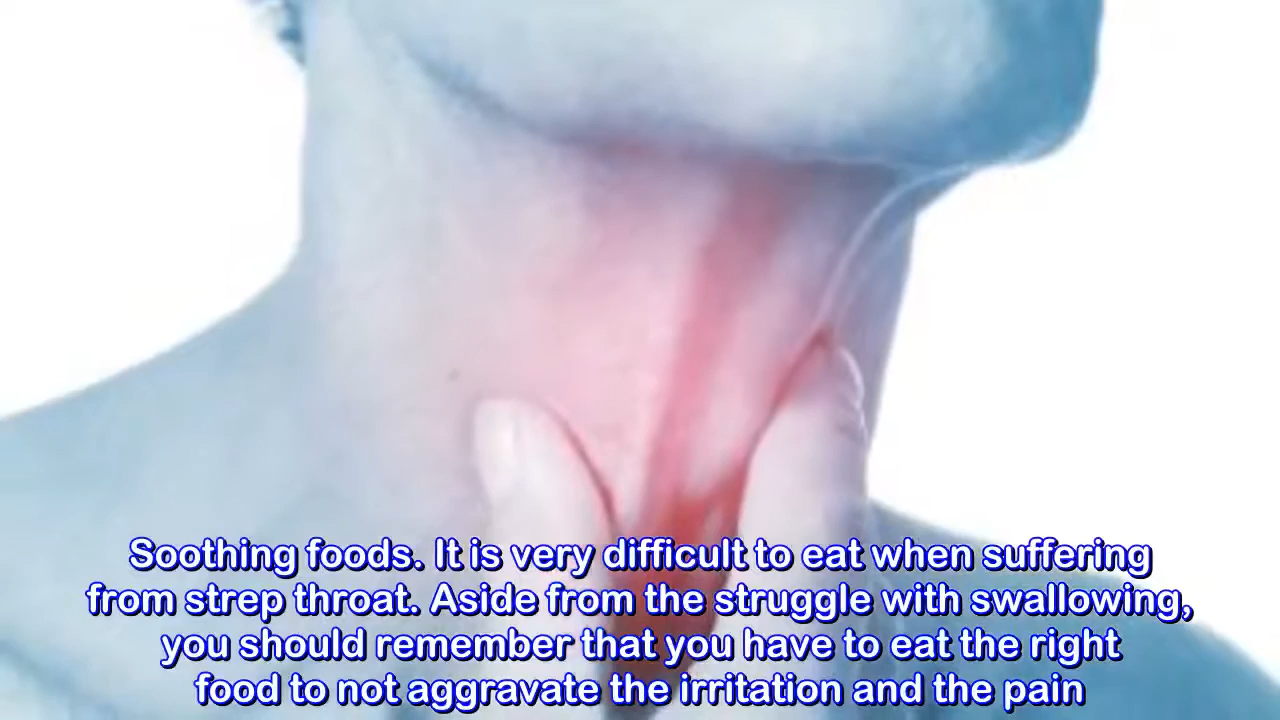 Soothing foods. It is very difficult to eat when suffering
from strep throat. Aside from the struggle with swallowing,
you should remember that you have to eat the right
food to not aggravate the irritation and the pain